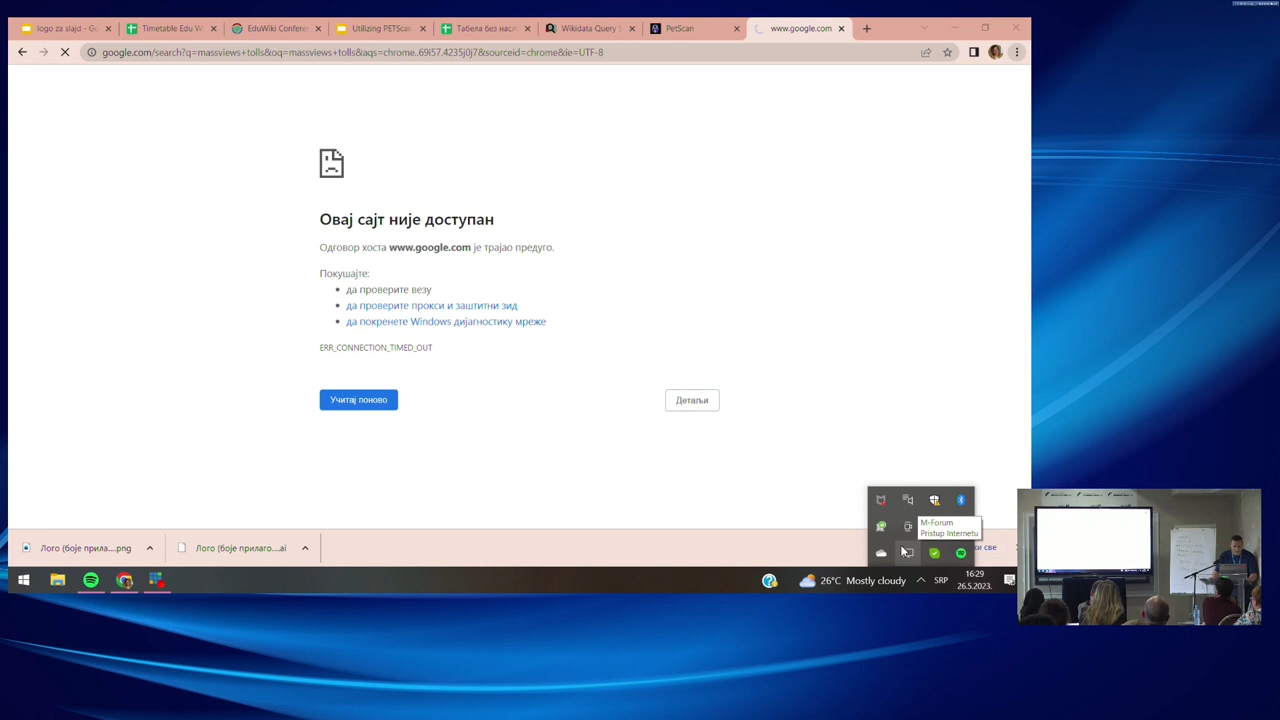 logo za slajd - Go
Timetable Edu W
EduWiki Conferen
Utilizing PETScan
Табела без насл
Wikidata Query S
PetScan
www.google.com
google.com/search?q=massviews+tolls&oq=massviews+tolls&aqs=chrome..69i57.4235j0j7&sourceid=chrome&ie=UTF-8
Овај сајт није доступан
Одговор хоста www.google.com је трајао предуго.
Покушајте:
да проверите везу
да проверите прокси и заштитни зид
да покренете Windows дијагностику мреже
ERR_CONNECTION_TIMED_OUT
Учитај поново
Детаљи
M-Forum
Pristup Internetu
Лого (боје прила....png
Лого (боје прилаго....ai
ки све
26°C Mostly cloudy
SRP
16:29
26.5.2023.